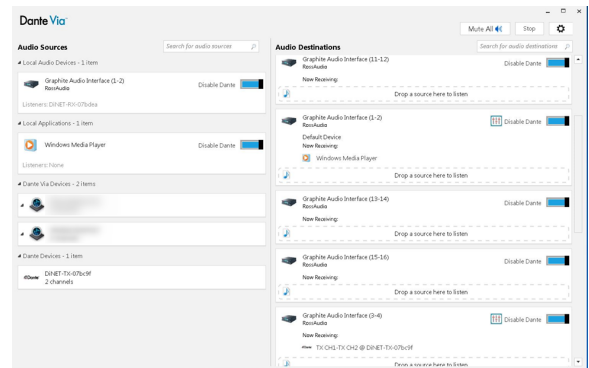 Dante Via™
Mute All
Stop
Audio Sources
Search for audio sources
Local Audio Devices - 1 item
Graphite Audio Interface (1-2)
RossAudio
Disable Dante
Listeners: DiNET-RX-07bdea
Local Applications - 1 item
Windows Media Player
Disable Dante
Listeners: None
Dante Via Devices - 2 items
Dante Devices - 1 item
Dante
DiNET-TX-07bc9f
2 channels
Audio Destinations
Search for audio destinations
Graphite Audio Interface (11-12)
RossAudio
Disable Dante
Now Receiving:
Drop a source here to listen
Graphite Audio Interface (1-2)
RossAudio
Disable Dante
Default Device
Now Receiving:
Windows Media Player
Drop a source here to listen
Graphite Audio Interface (13-14)
RossAudio
Disable Dante
Now Receiving:
Drop a source here to listen
Graphite Audio Interface (15-16)
RossAudio
Disable Dante
Now Receiving:
Drop a source here to listen
Graphite Audio Interface (3-4)
RossAudio
Disable Dante
Now Receiving:
Dante TX CH1-TX CH2 @ DiNET-TX-07bc9f
Drop a source here to listen